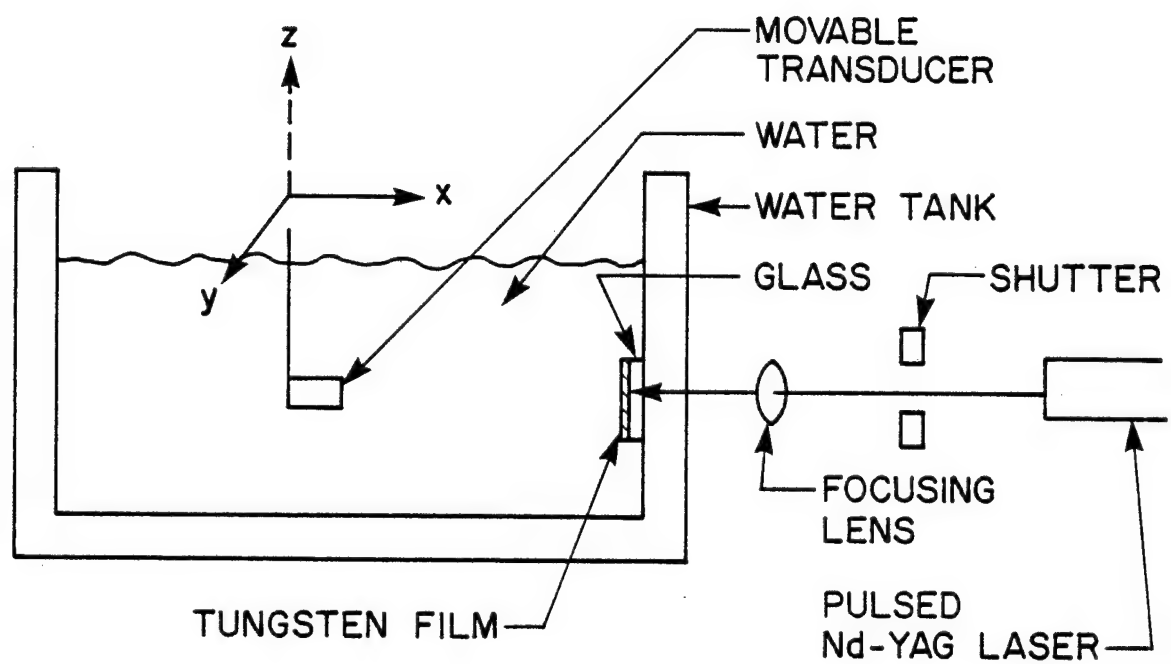 z
MOVABLE
TRANSDUCER
WATER
x
WATER TANK
y
GLASS
SHUTTER
FOCUSING
LENS
TUNGSTEN FILM
PULSED
Nd-YAG LASER